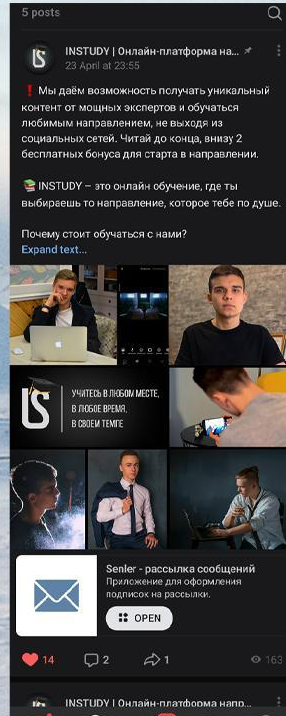 5 posts
INSTUDY | Онлайн-платформа на...
23 April at 23:55
❗ Мы даём возможность получать уникальный
контент от мощных экспертов и обучаться
любимым направлением, не выходя из
социальных сетей. Читай до конца, внизу 2
бесплатных бонуса для старта в направлении.
📚INSTUDY – это онлайн обучение, где ты
выбираешь то направление, которое тебе по душе.
Почему стоит обучаться с нами?
Expand text...
УЧИТЕСЬ В ЛЮБОМ МЕСТЕ,
В ЛЮБОЕ ВРЕМЯ,
В СВОЕМ ТЕМПЕ
Senler - рассылка сообщений
Приложение для оформления
подписок на рассылки.
OPEN
14 2 1 163
INSTUDY | Онлайн-платформа напр...